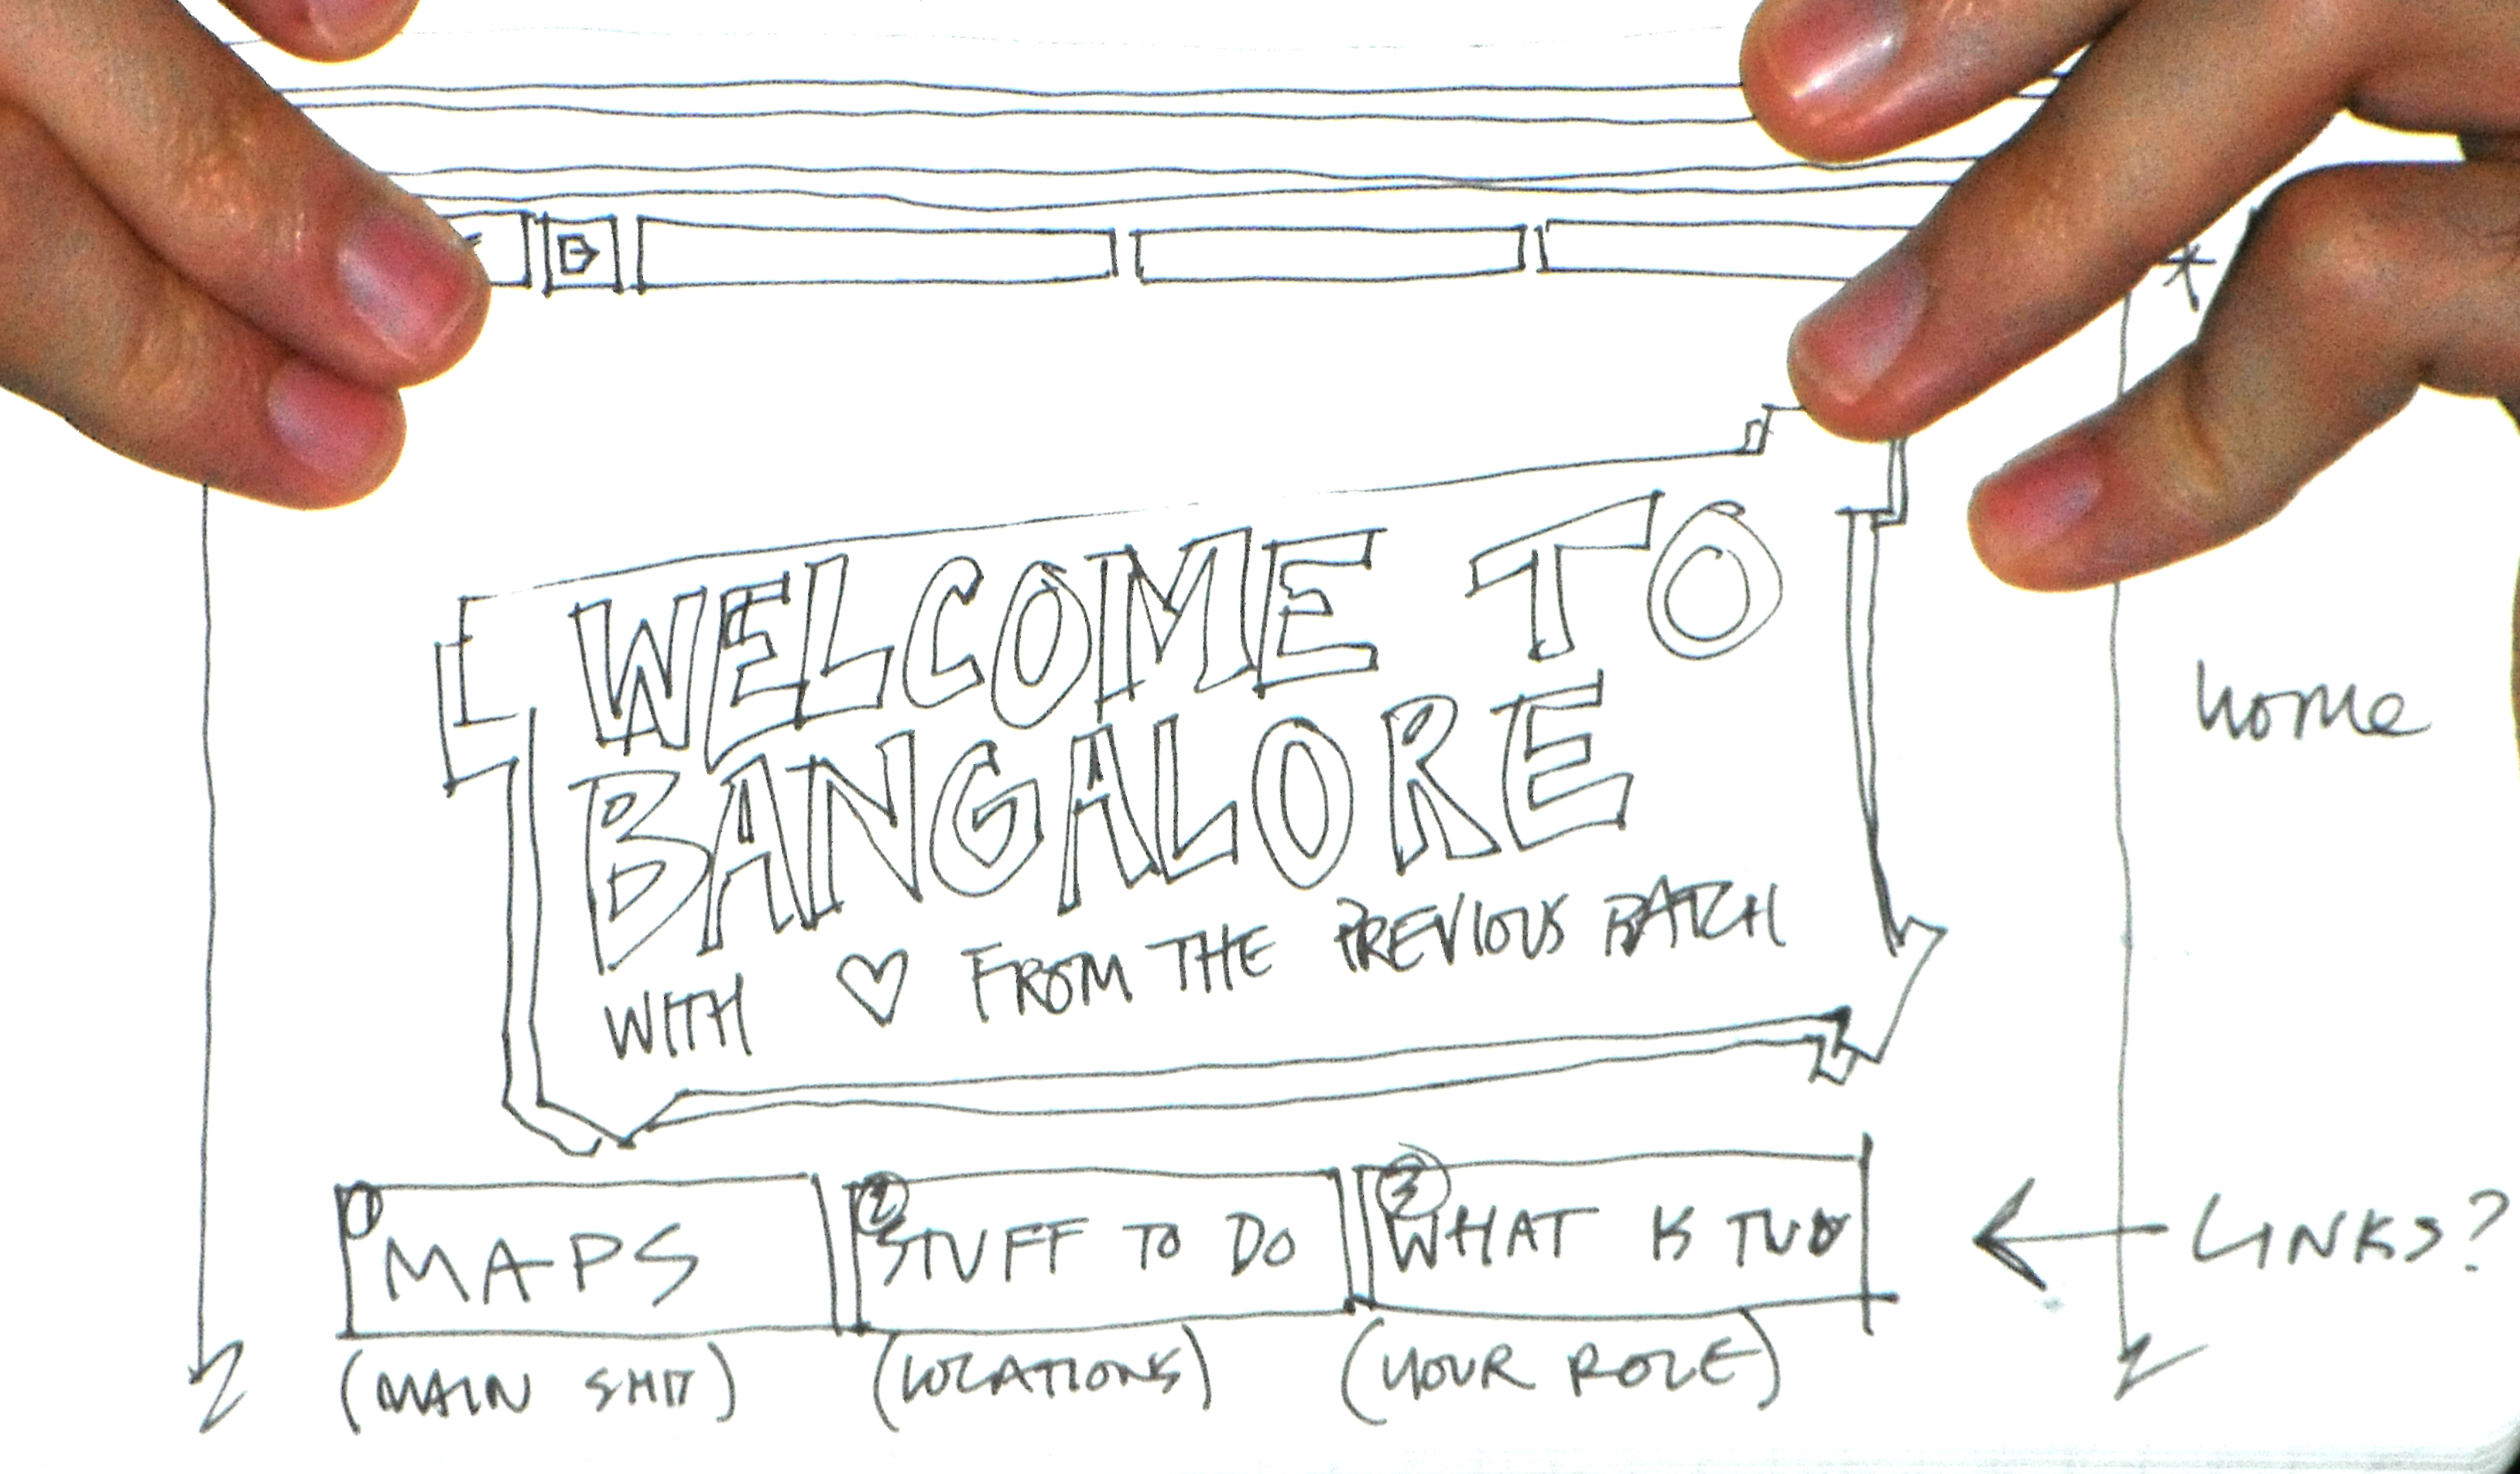 *
WELCOME TO
BANGALORE
WITH ♡ FROM THE PREVIOUS BATCH
home
1 MAPS
2 STUFF TO DO
3 WHAT IS
LINKS?
(MAIN SHIT)
(LOCATIONS)
(YOUR ROLE)